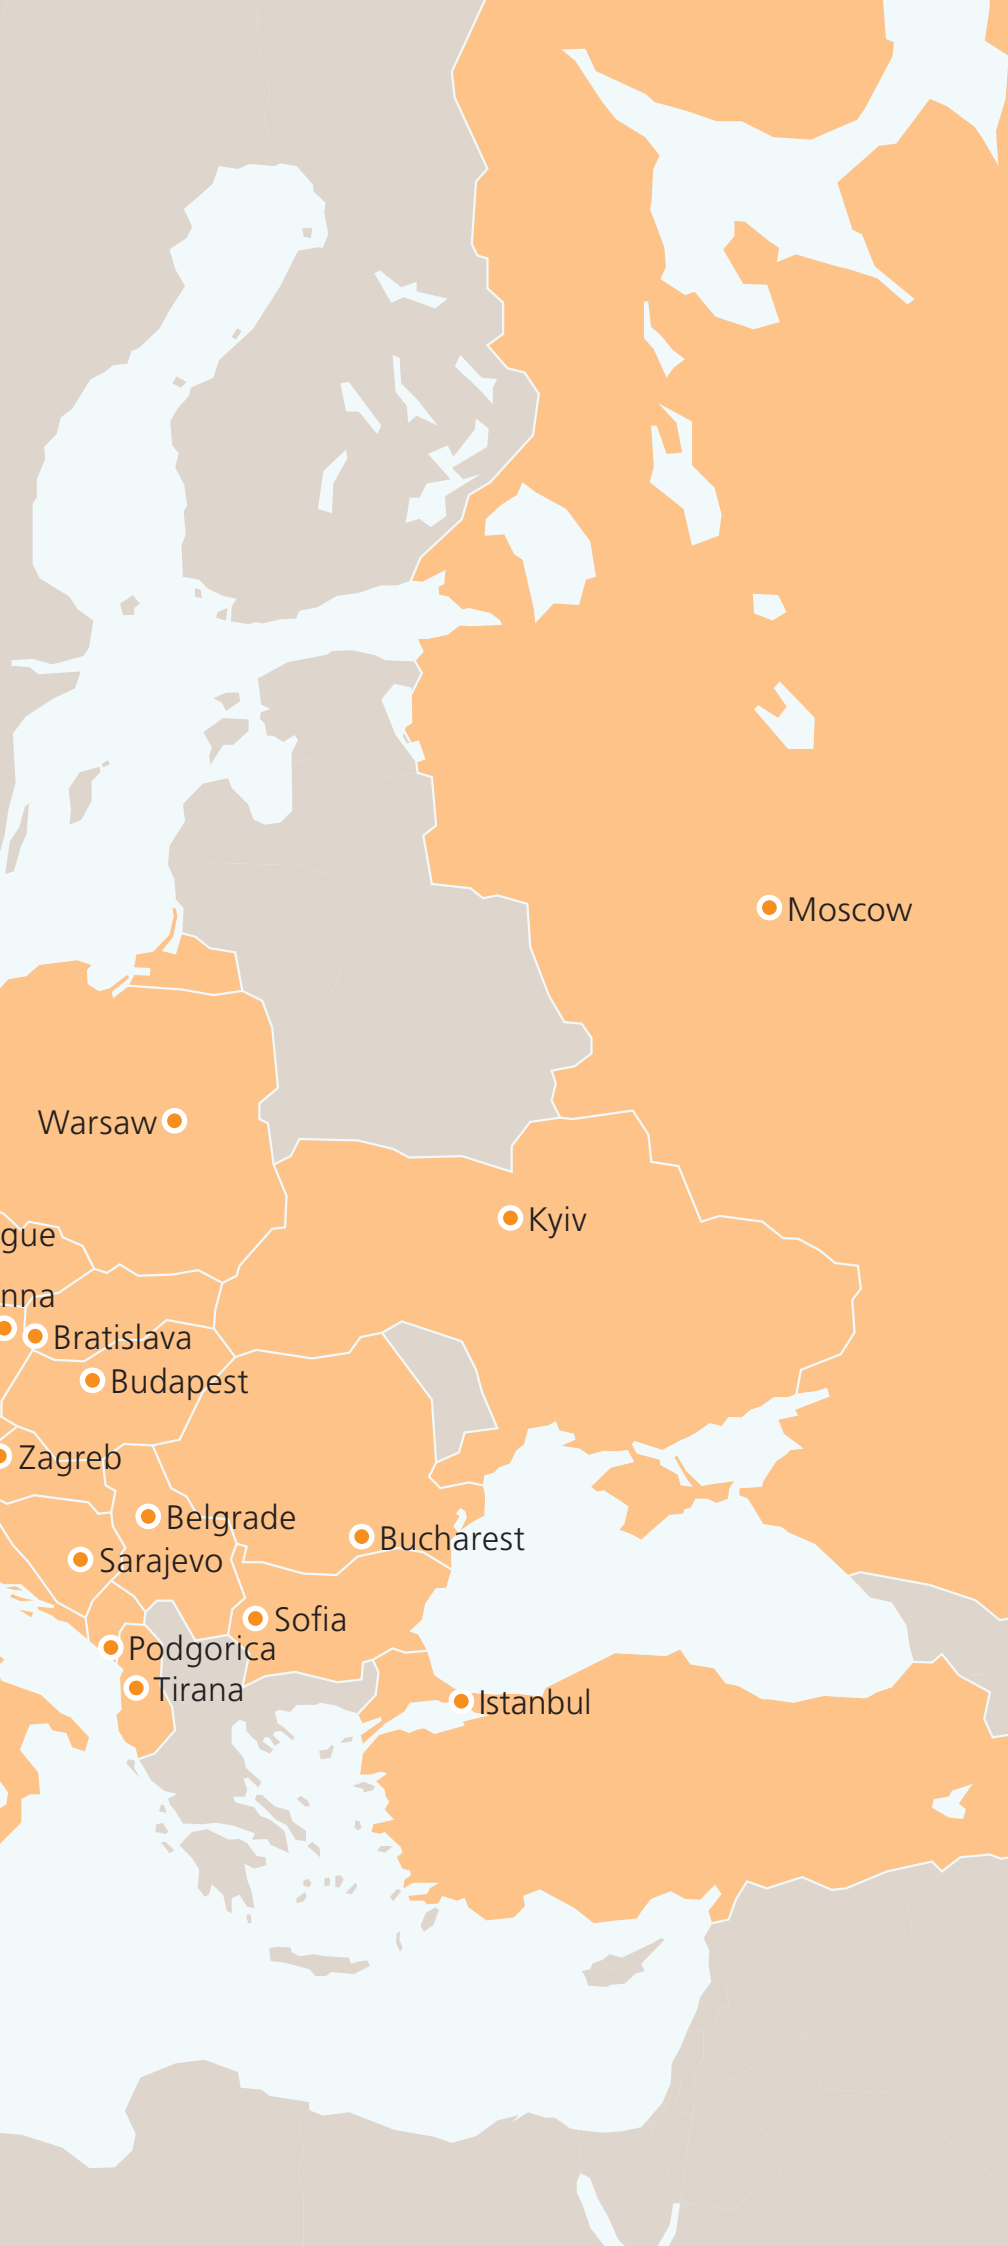 Moscow
Warsaw
Kyiv
gue
nna
Bratislava
Budapest
Zagreb
Belgrade
Bucharest
Sarajevo
Sofia
Podgorica
Tirana
Istanbul